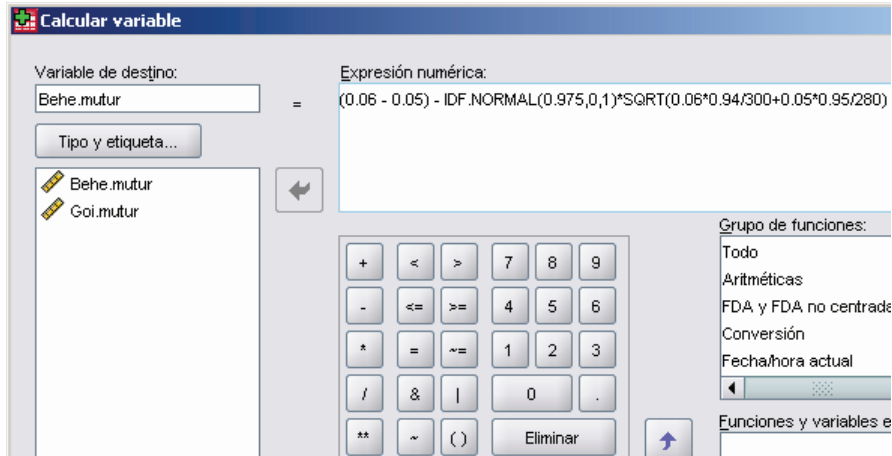 Calcular variable
Variable de destino:
Behe.mutur
=
Expresión numérica:
(0.06 - 0.05) - IDF.NORMAL(0.975,0,1)*SQRT(0.06*0.94/300+0.05*0.95/280)
Tipo y etiqueta...
Behe.mutur
Goi.mutur
+ < > 7 8 9
- <= >= 4 5 6
* = ~= 1 2 3
/ & | 0 .
** ~ ( ) Eliminar
Grupo de funciones:
Todo
Aritméticas
FDA y FDA no centrada
Conversión
Fecha/hora actual
Funciones y variables e